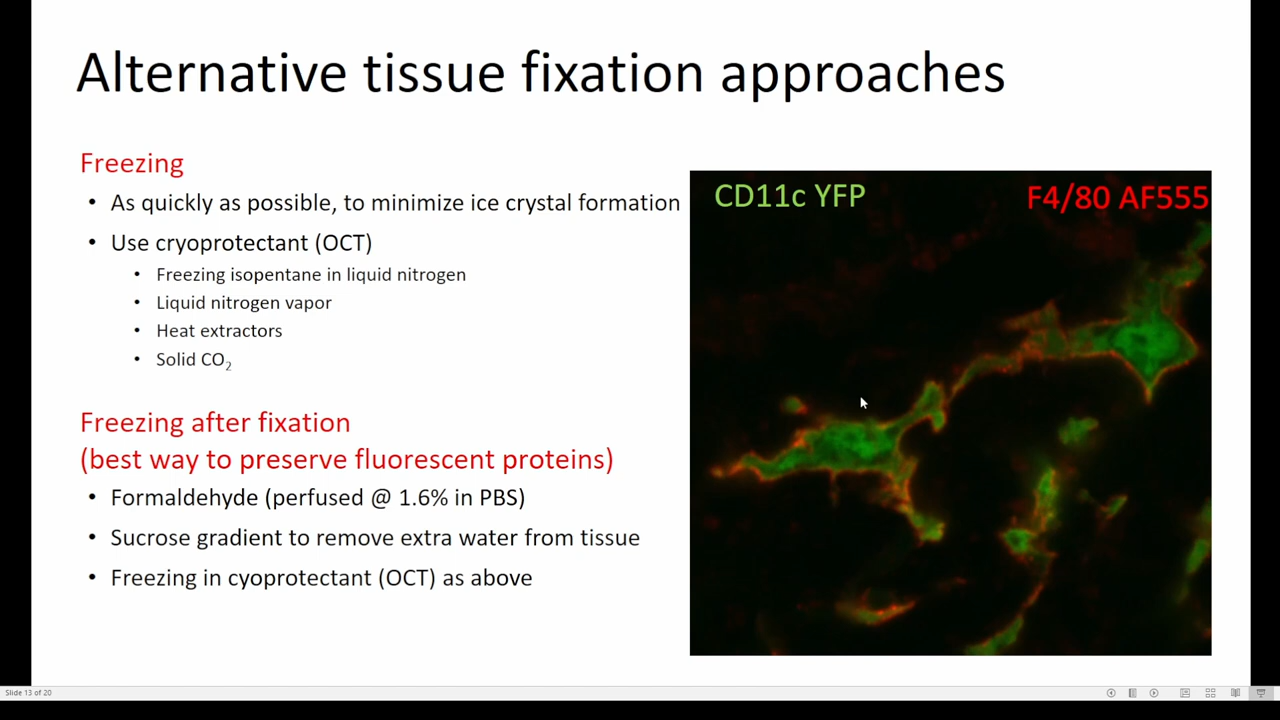 Alternative tissue fixation approaches
Freezing
• As quickly as possible, to minimize ice crystal formation
• Use cryoprotectant (OCT)
• Freezing isopentane in liquid nitrogen
• Liquid nitrogen vapor
• Heat extractors
• Solid CO₂
Freezing after fixation
(best way to preserve fluorescent proteins)
• Formaldehyde (perfused @ 1.6% in PBS)
• Sucrose gradient to remove extra water from tissue
• Freezing in cyoprotectant (OCT) as above
CD11c YFP
F4/80 AF555
Slide 13 of 20